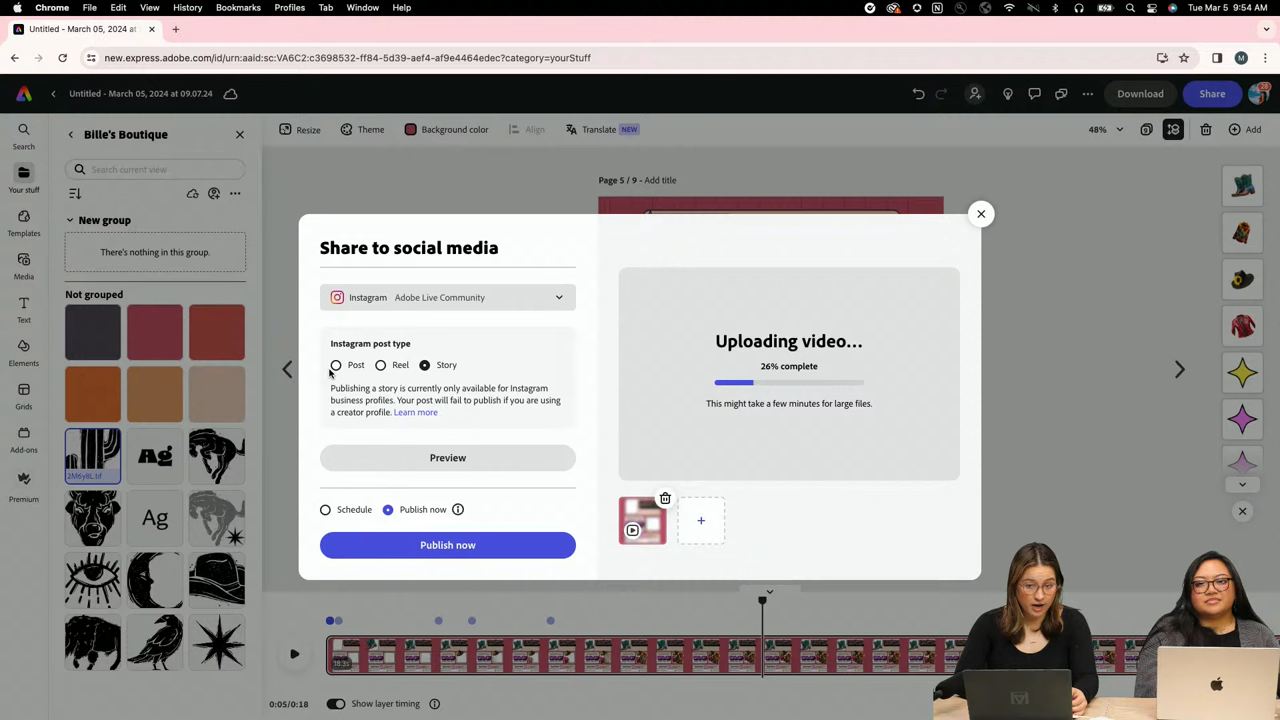 Chrome File Edit View History Bookmarks Profiles Tab Window Help
Tue Mar 5 9:54 AM
Untitled - March 05, 2024 at
new.express.adobe.com/id/urn:aaid:sc:VA6C2:c3698532-ff84-5d39-aef4-af9e4464edec?category=yourStuff
M
Untitled - March 05, 2024 at 09.07.24
Download
Share
Search
Your stuff
Templates
Media
Text
Elements
Grids
Add-ons
Premium
Bille's Boutique
Search current view
New group
There's nothing in this group.
Not grouped
2M6y8L.tif
Ag
Ag
Resize
Theme
Background color
Align
Translate NEW
48%
Add
Page 5 / 9 - Add title
Share to social media
Instagram Adobe Live Community
Instagram post type
Post Reel Story
Publishing a story is currently only available for Instagram
business profiles. Your post will fail to publish if you are using
a creator profile. Learn more
Preview
Schedule Publish now
Publish now
Uploading video...
26% complete
This might take a few minutes for large files.
+
18.3s
0:05/0:18
Show layer timing